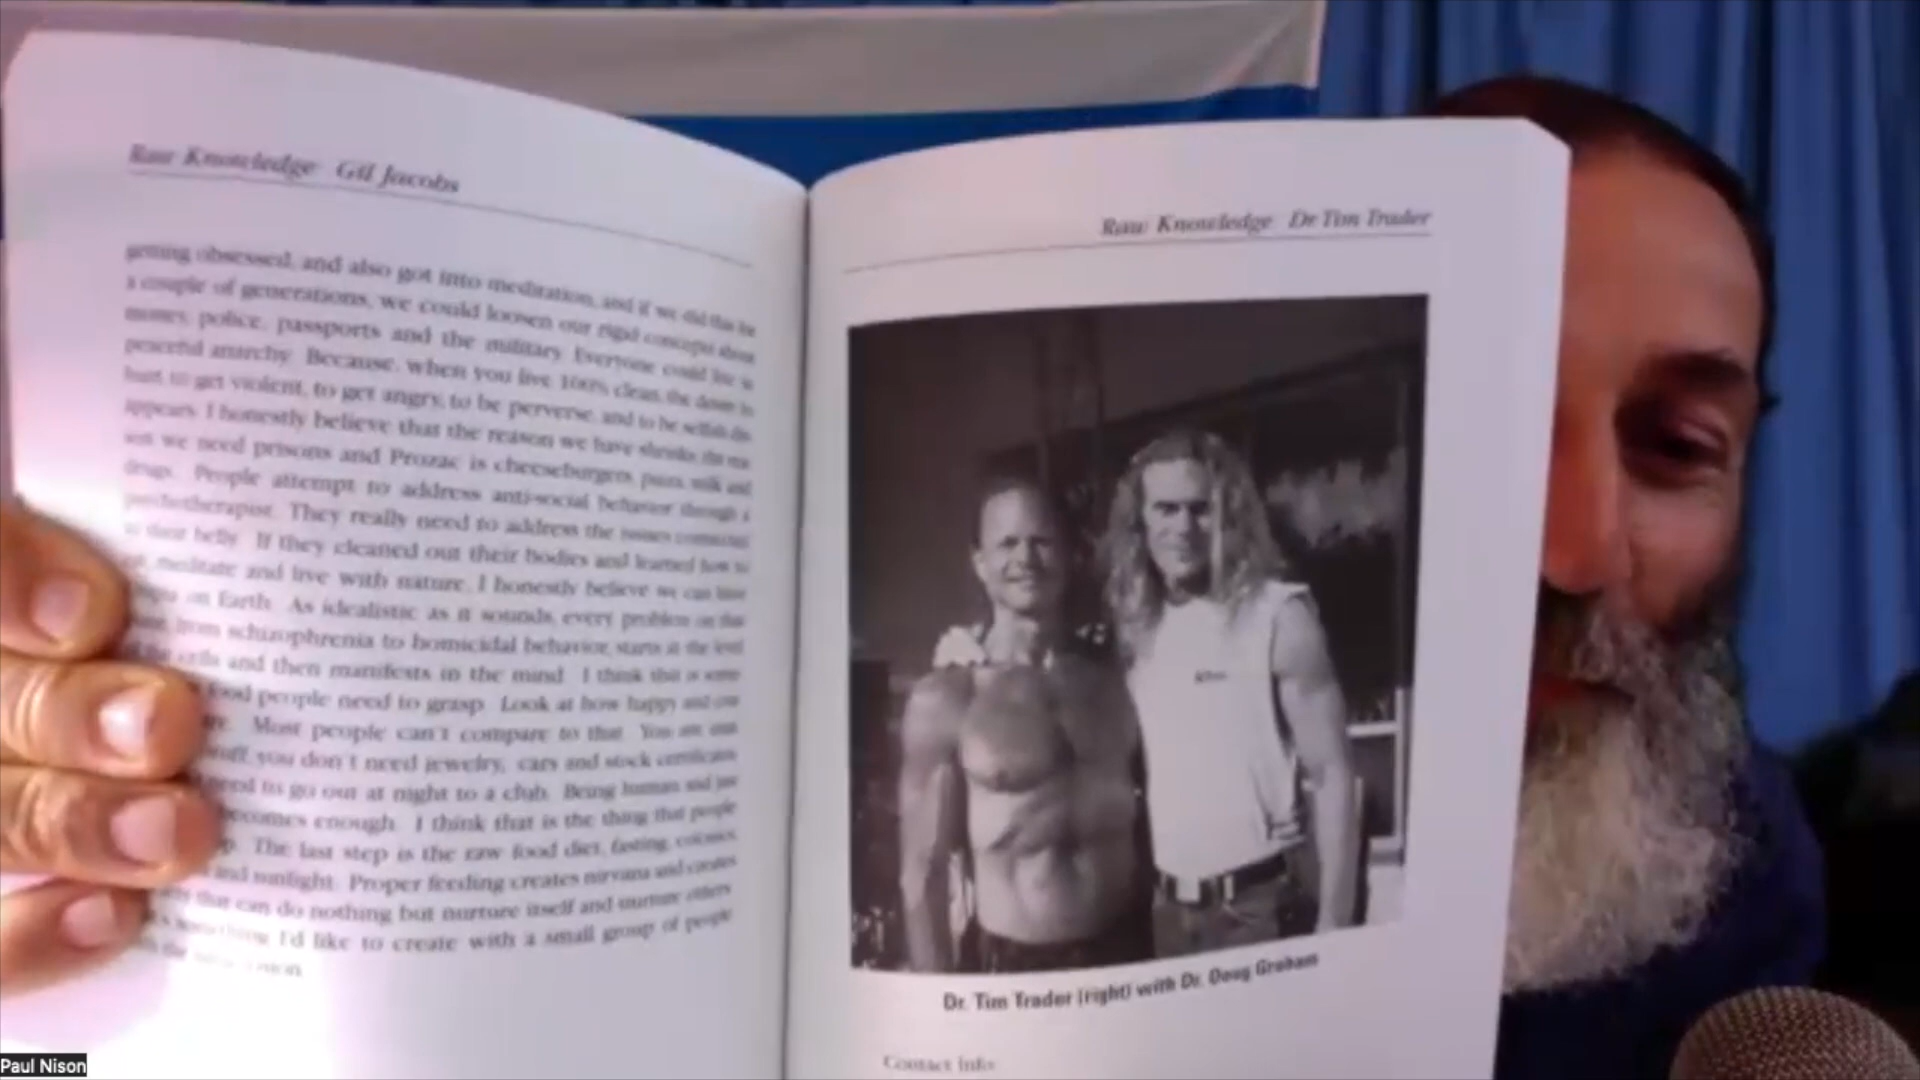 Raw Knowledge Gil Jacobs
getting obsessed, and also got into meditation, and if we did this for
a couple of generations, we could loosen our rigid concepts about
money, police, passports and the military. Everyone could live in
peaceful anarchy. Because, when you live 100% clean, the desire to
hurt, to get violent, to get angry, to be perverse, and to be selfish dis-
appears. I honestly believe that the reason we have shrinks, the rea-
son we need prisons and Prozac is cheeseburgers, pizza, milk and
drugs. People attempt to address anti-social behavior through a
psychotherapist. They really need to address the issues connected
to their belly. If they cleaned out their bodies and learned how to
meditate and live with nature, I honestly believe we can have
on Earth. As idealistic as it sounds, every problem on this
from schizophrenia to homicidal behavior, starts at the level
of the cells and then manifests in the mind. I think this is some
food people need to grasp. Look at how happy and
Most people can't compare to that. You are
stuff, you don't need jewelry, cars and stock certificates
need to go out at night to a club. Being human and just
becomes enough. I think that is the thing that people
The last step is the raw food diet, fasting, colonics,
and sunlight. Proper feeding creates nirvana and creates
that can do nothing but nurture itself and nurture others
something I'd like to create with a small group of people
Raw Knowledge Dr Tim Trader
Dr. Tim Trader (right) with Dr. Doug Graham
Contact info
Paul Nison